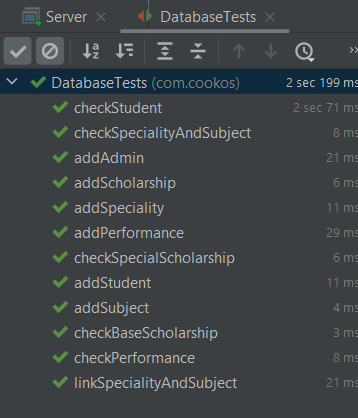 Server DatabaseTests
DatabaseTests (com.cookos) 2 sec 199 ms
checkStudent 2 sec 71 ms
checkSpecialityAndSubject 8 ms
addAdmin 21 ms
addScholarship 6 ms
addSpeciality 11 ms
addPerformance 29 ms
checkSpecialScholarship 6 ms
addStudent 11 ms
addSubject 4 ms
checkBaseScholarship 3 ms
checkPerformance 8 ms
linkSpecialityAndSubject 21 ms